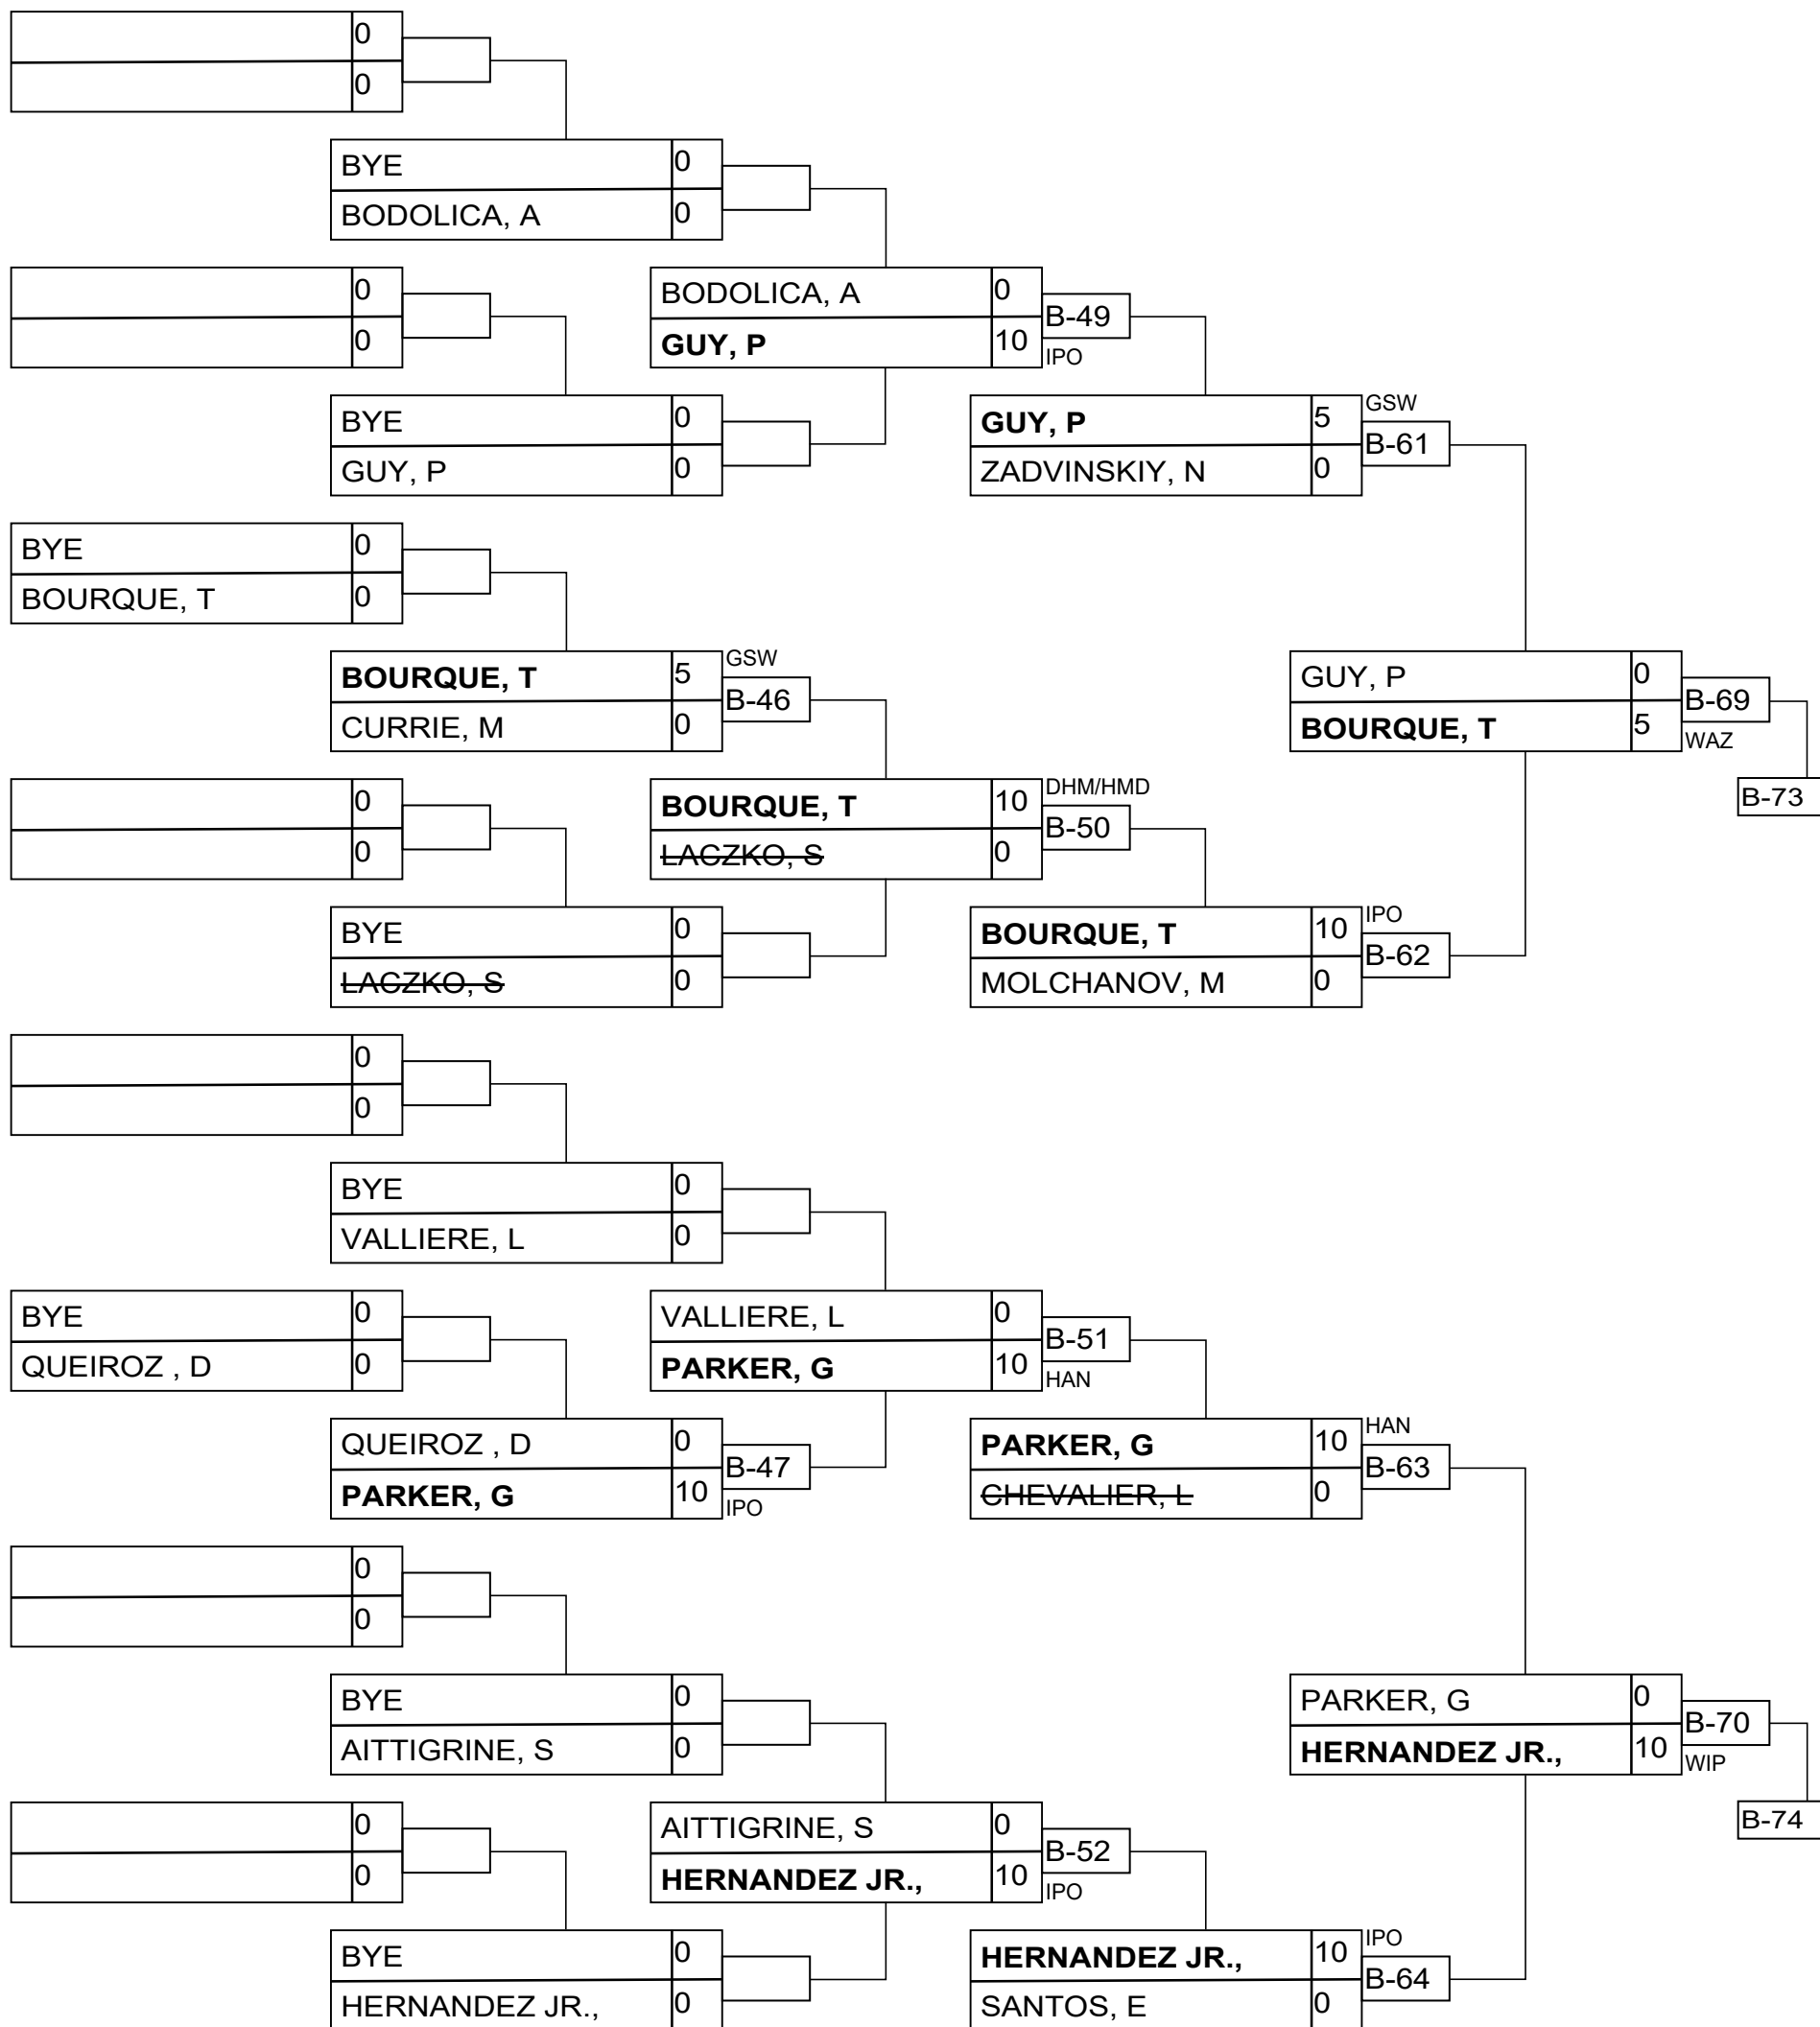 0
0
BYE 0
BODOLICA, A 0
0
0
BODOLICA, A 0
GUY, P 10
B-49
IPO
BYE 0
GUY, P 0
GUY, P 5
ZADVINSKIY, N 0
GSW
B-61
BYE 0
BOURQUE, T 0
BOURQUE, T 5
CURRIE, M 0
GSW
B-46
GUY, P 0
BOURQUE, T 5
B-69
WAZ
0
0
BOURQUE, T 10
LACZKO, S 0
DHM/HMD
B-50
B-73
BYE 0
LACZKO, S 0
BOURQUE, T 10
MOLCHANOV, M 0
IPO
B-62
0
0
BYE 0
VALLIERE, L 0
BYE 0
QUEIROZ , D 0
VALLIERE, L 0
PARKER, G 10
B-51
HAN
QUEIROZ , D 0
PARKER, G 10
B-47
IPO
PARKER, G 10
CHEVALIER, L 0
HAN
B-63
0
0
BYE 0
AITTIGRINE, S 0
PARKER, G 0
HERNANDEZ JR., 10
B-70
WIP
0
0
AITTIGRINE, S 0
HERNANDEZ JR., 10
B-52
IPO
B-74
BYE 0
HERNANDEZ JR., 0
HERNANDEZ JR., 10
SANTOS, E 0
IPO
B-64